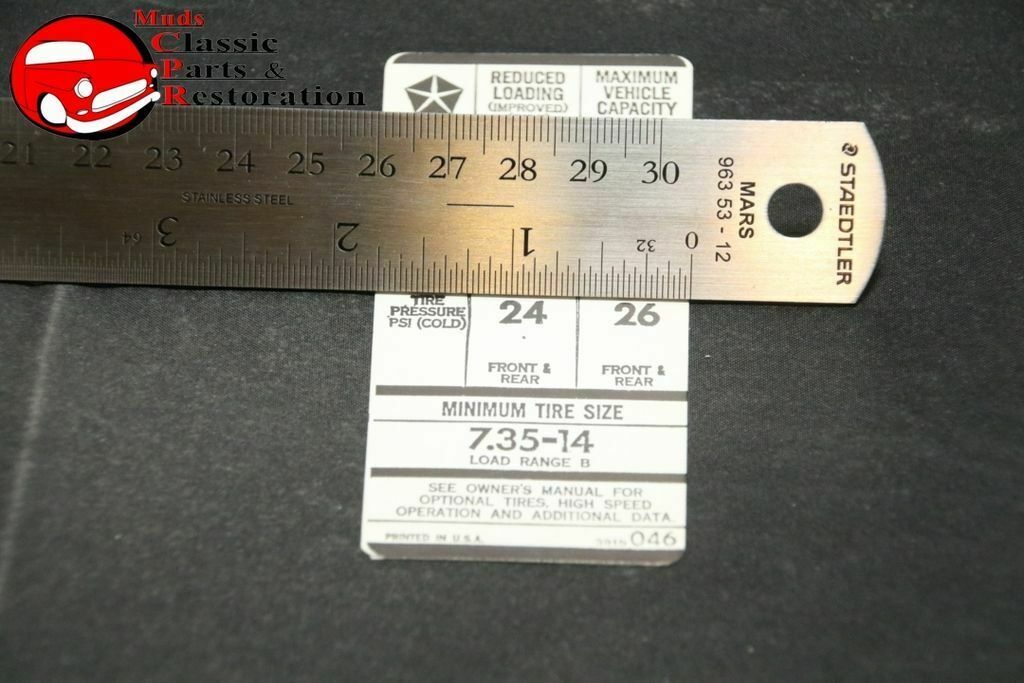 Muds
Classic
Parts &
Restoration
REDUCED
LOADING
(IMPROVED)
MAXIMUM
VEHICLE
CAPACITY
21 22 23 24 25 26 27 28 29 30
STAINLESS STEEL
64 3 2 1 32 0
MARS
963 53 - 12
STAEDTLER
TIRE
PRESSURE
PSI (COLD)
24
FRONT &
REAR
26
FRONT &
REAR
MINIMUM TIRE SIZE
7.35-14
LOAD RANGE B
SEE OWNER'S MANUAL FOR
OPTIONAL TIRES, HIGH SPEED
OPERATION AND ADDITIONAL DATA.
PRINTED IN U.S.A. 046